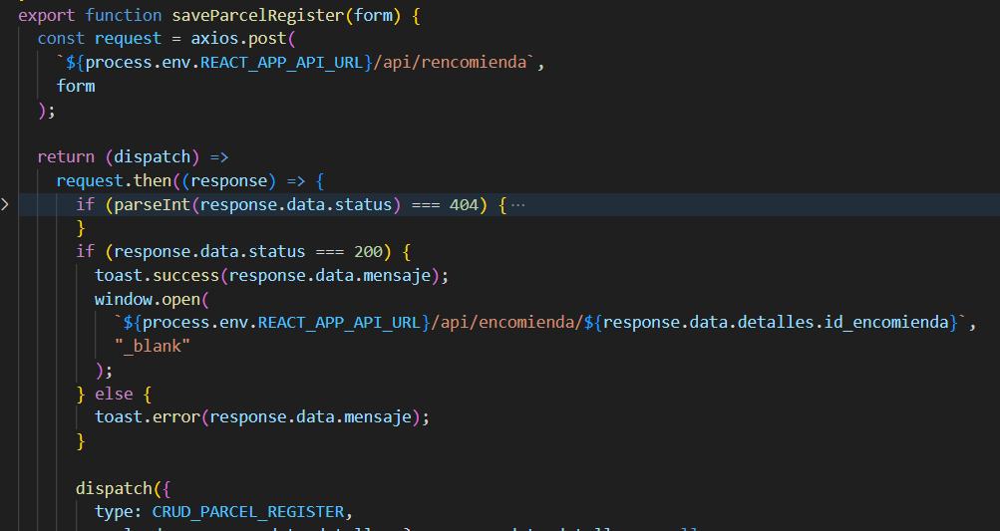 export function saveParcelRegister(form) {
const request = axios.post(
`${process.env.REACT_APP_API_URL}/api/rencomienda`,
form
);
return (dispatch) =>
request.then((response) => {
if (parseInt(response.data.status) === 404) {···
}
if (response.data.status === 200) {
toast.success(response.data.mensaje);
window.open(
`${process.env.REACT_APP_API_URL}/api/encomienda/${response.data.detalles.id_encomienda}`,
"_blank"
);
} else {
toast.error(response.data.mensaje);
}
dispatch({
type: CRUD_PARCEL_REGISTER,